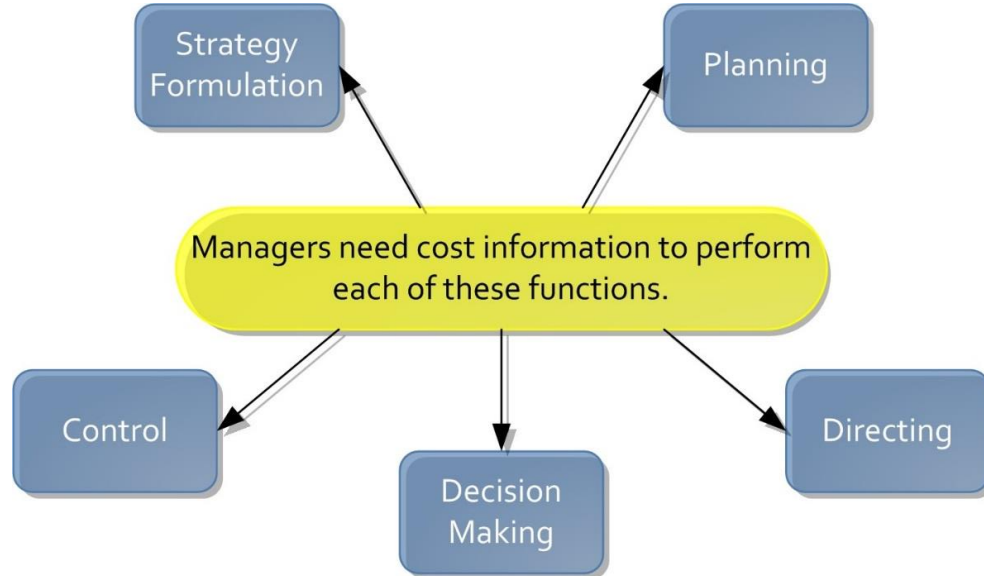 Strategy
Formulation
Planning
Managers need cost information to perform
each of these functions.
Control
Decision
Making
Directing